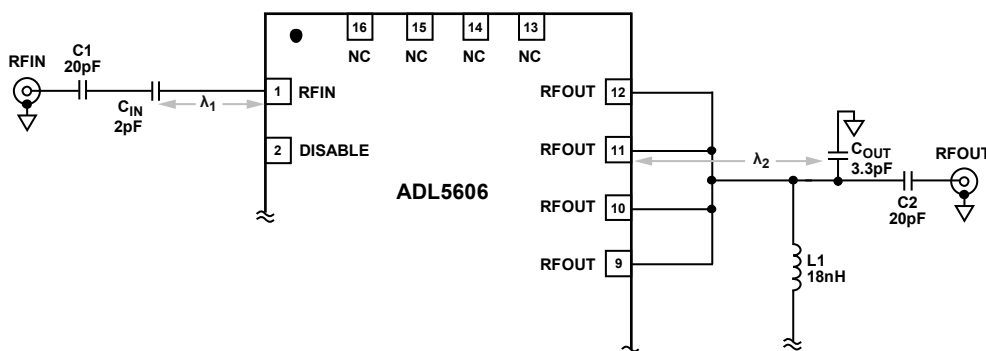 16 15 14 13
NC NC NC NC
RFIN
C1
20pF
CIN
2pF
λ1
1 RFIN
2 DISABLE
ADL5606
RFOUT 12
RFOUT 11
RFOUT 10
RFOUT 9
λ2
COUT
3.3pF
RFOUT
C2
20pF
L1
18nH